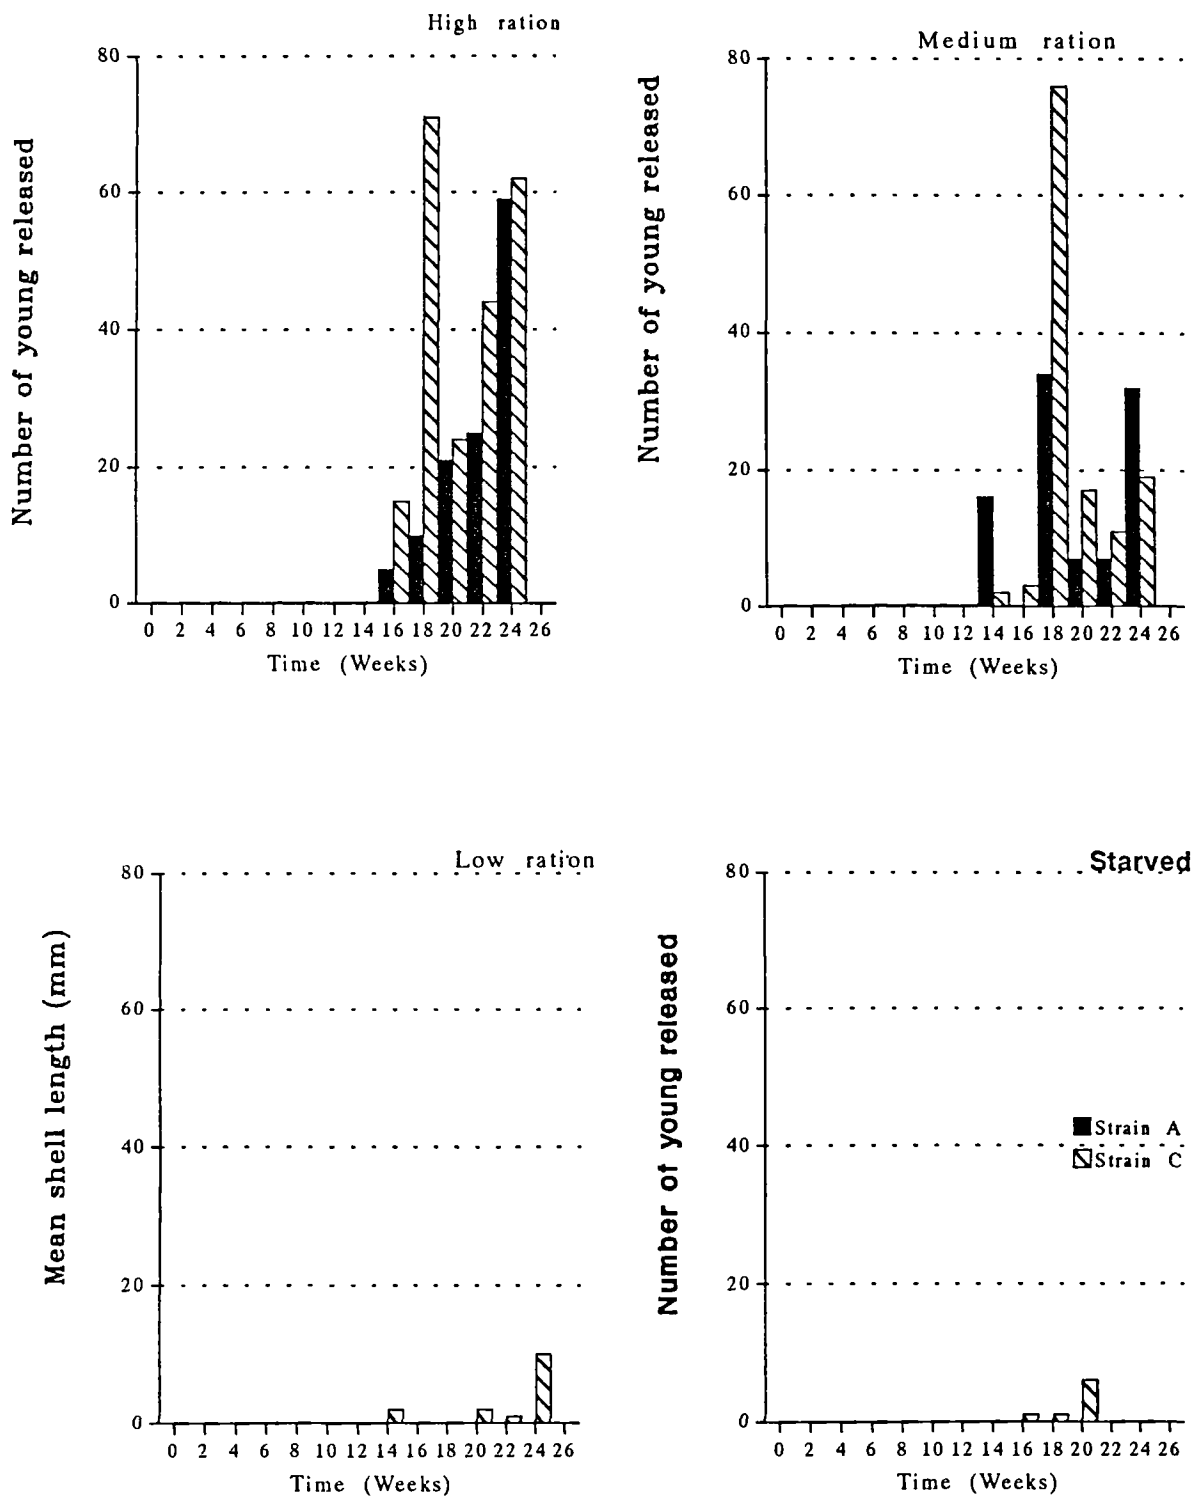 High ration
Number of young released
80
60
40
20
0
0 2 4 6 8 10 12 14 16 18 20 22 24 26
Time (Weeks)
Medium ration
Number of young released
80
60
40
20
0
0 2 4 6 8 10 12 14 16 18 20 22 24 26
Time (Weeks)
Low ration
Mean shell length (mm)
80
60
40
20
0
0 2 4 6 8 10 12 14 16 18 20 22 24 26
Time (Weeks)
Starved
Number of young released
80
60
40
20
0
Strain A
Strain C
0 2 4 6 8 10 12 14 16 18 20 22 24 26
Time (Weeks)